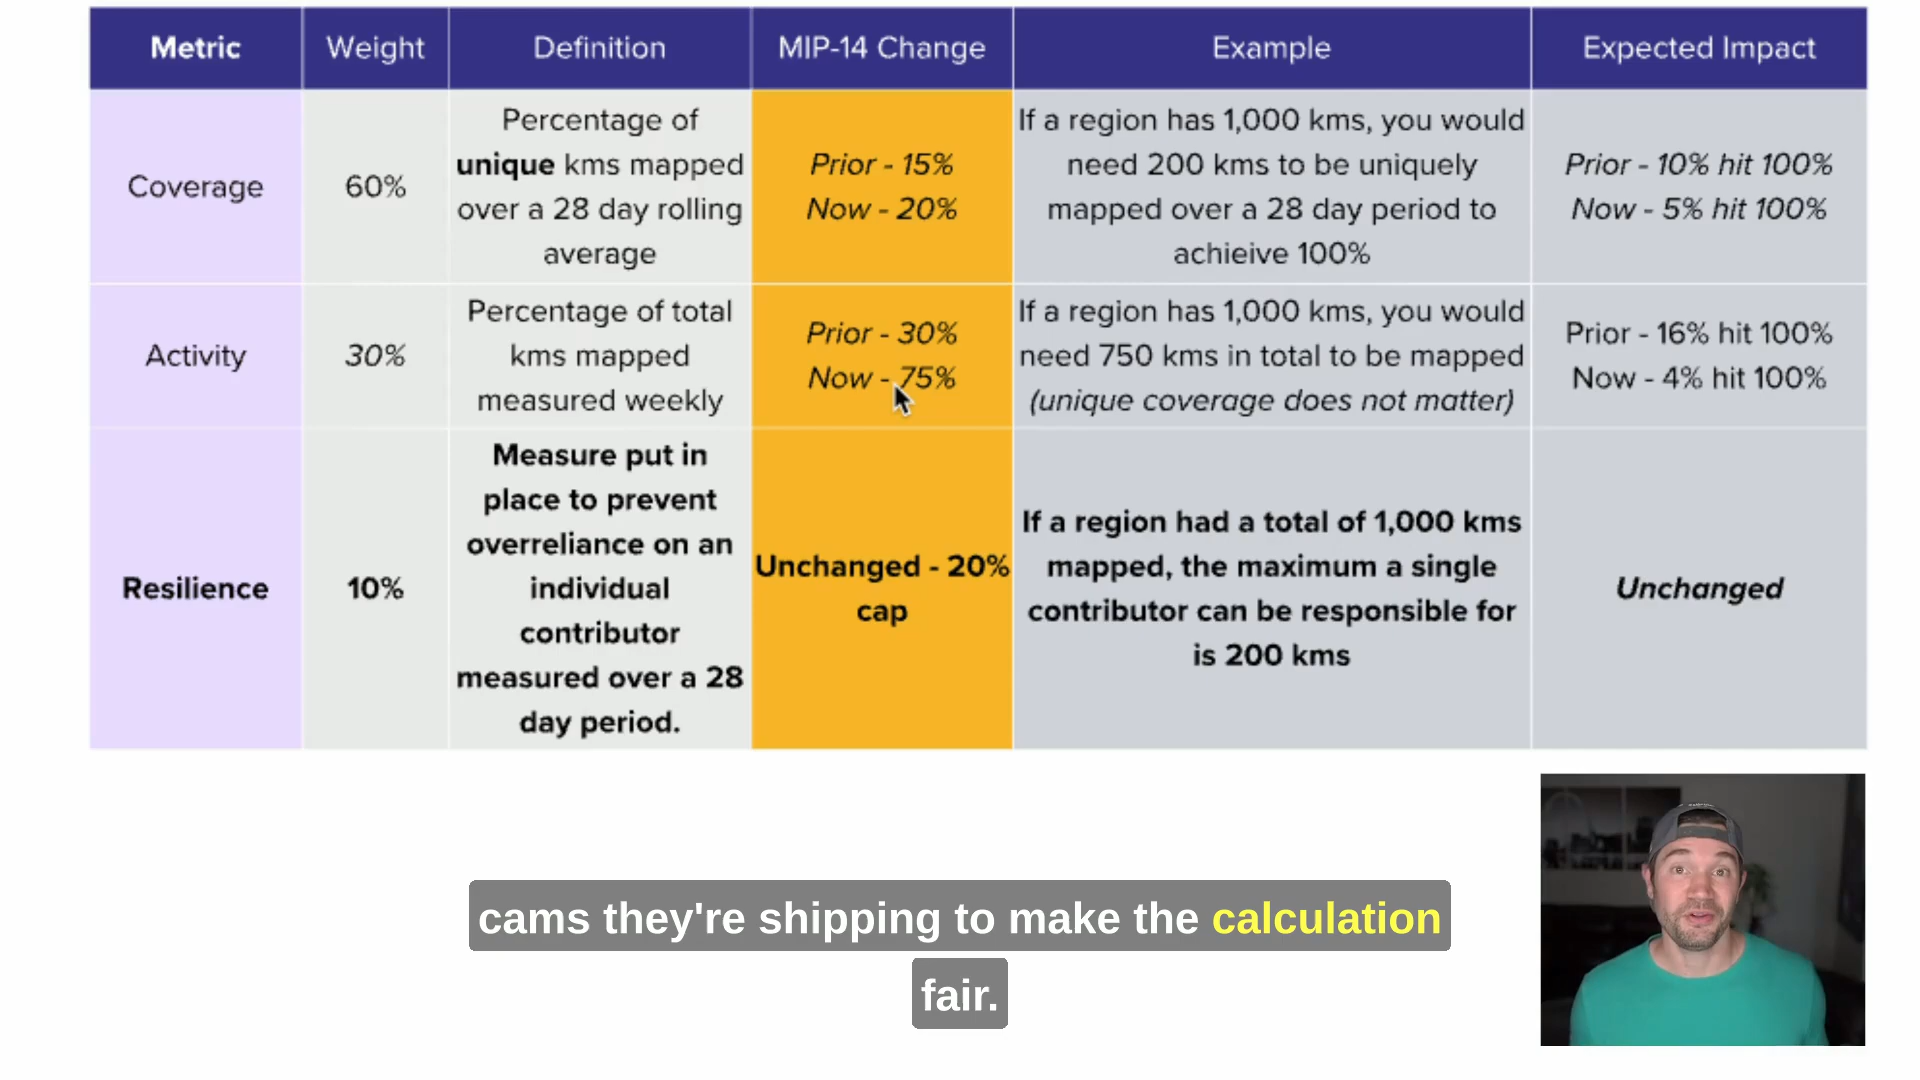 Metric Weight Definition MIP-14 Change Example Expected Impact
Coverage
60%
Percentage of
unique kms mapped
over a 28 day rolling
average
Prior - 15%
Now - 20%
If a region has 1,000 kms, you would
need 200 kms to be uniquely
mapped over a 28 day period to
achieive 100%
Prior - 10% hit 100%
Now - 5% hit 100%
Activity
30%
Percentage of total
kms mapped
measured weekly
Prior - 30%
Now - 75%
If a region has 1,000 kms, you would
need 750 kms in total to be mapped
(unique coverage does not matter)
Prior - 16% hit 100%
Now - 4% hit 100%
Resilience
10%
Measure put in
place to prevent
overreliance on an
individual
contributor
measured over a 28
day period.
Unchanged - 20%
cap
If a region had a total of 1,000 kms
mapped, the maximum a single
contributor can be responsible for
is 200 kms
Unchanged
cams they're shipping to make the calculation
fair.